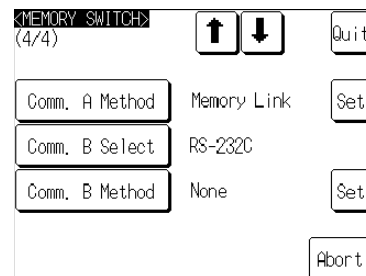 <MEMORY SWITCH>
(4/4)
Quit
Comm. A Method Memory Link Set
Comm. B Select RS-232C
Comm. B Method None Set
Abort